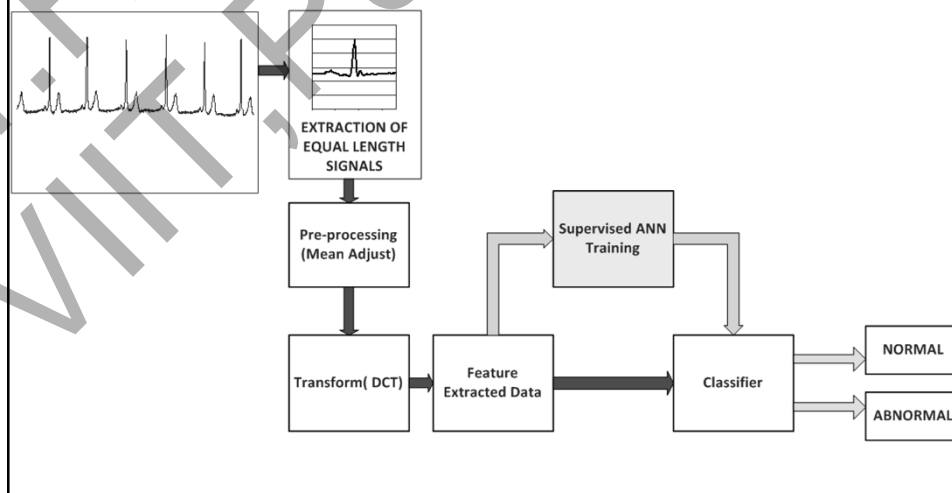 EXTRACTION OF
EQUAL LENGTH
SIGNALS
Pre-processing
(Mean Adjust)
Supervised ANN
Training
Transform( DCT)
Feature
Extracted Data
Classifier
NORMAL
ABNORMAL
VIIT,